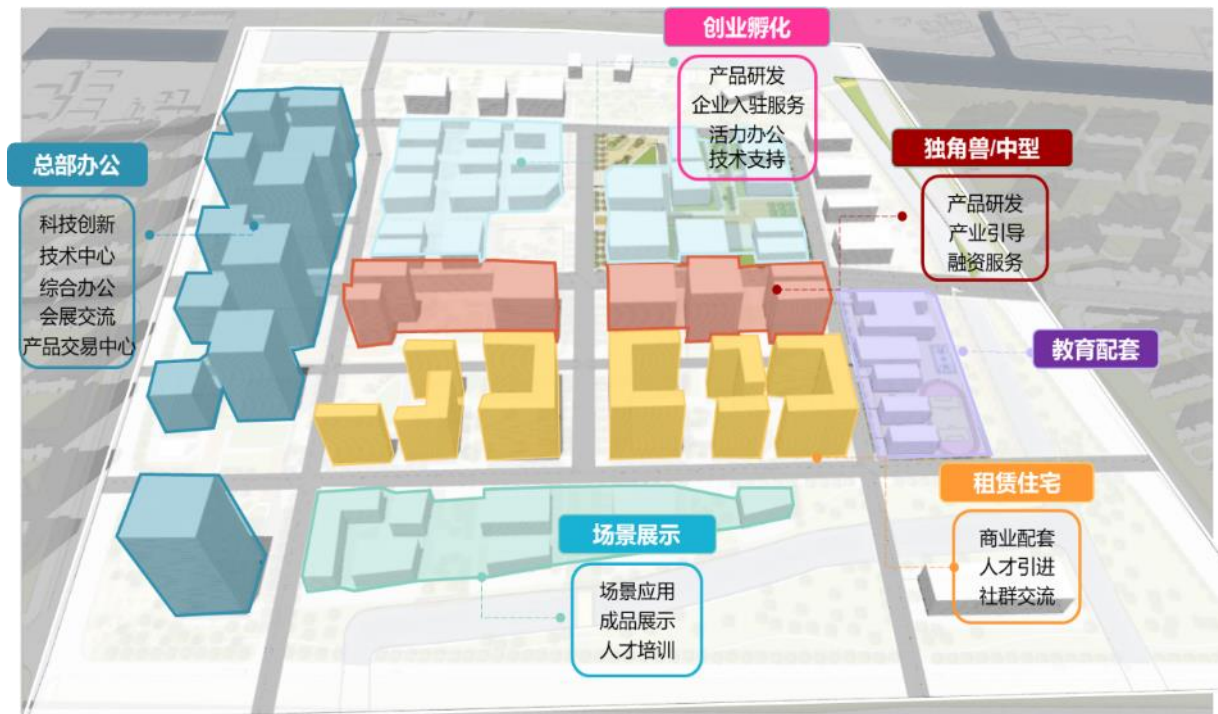 创业孵化
产品研发
企业入驻服务
活力办公
技术支持
总部办公
科技创新
技术中心
综合办公
会展交流
产品交易中心
独角兽/中型
产品研发
产业引导
融资服务
教育配套
租赁住宅
商业配套
人才引进
社群交流
场景展示
场景应用
成品展示
人才培训